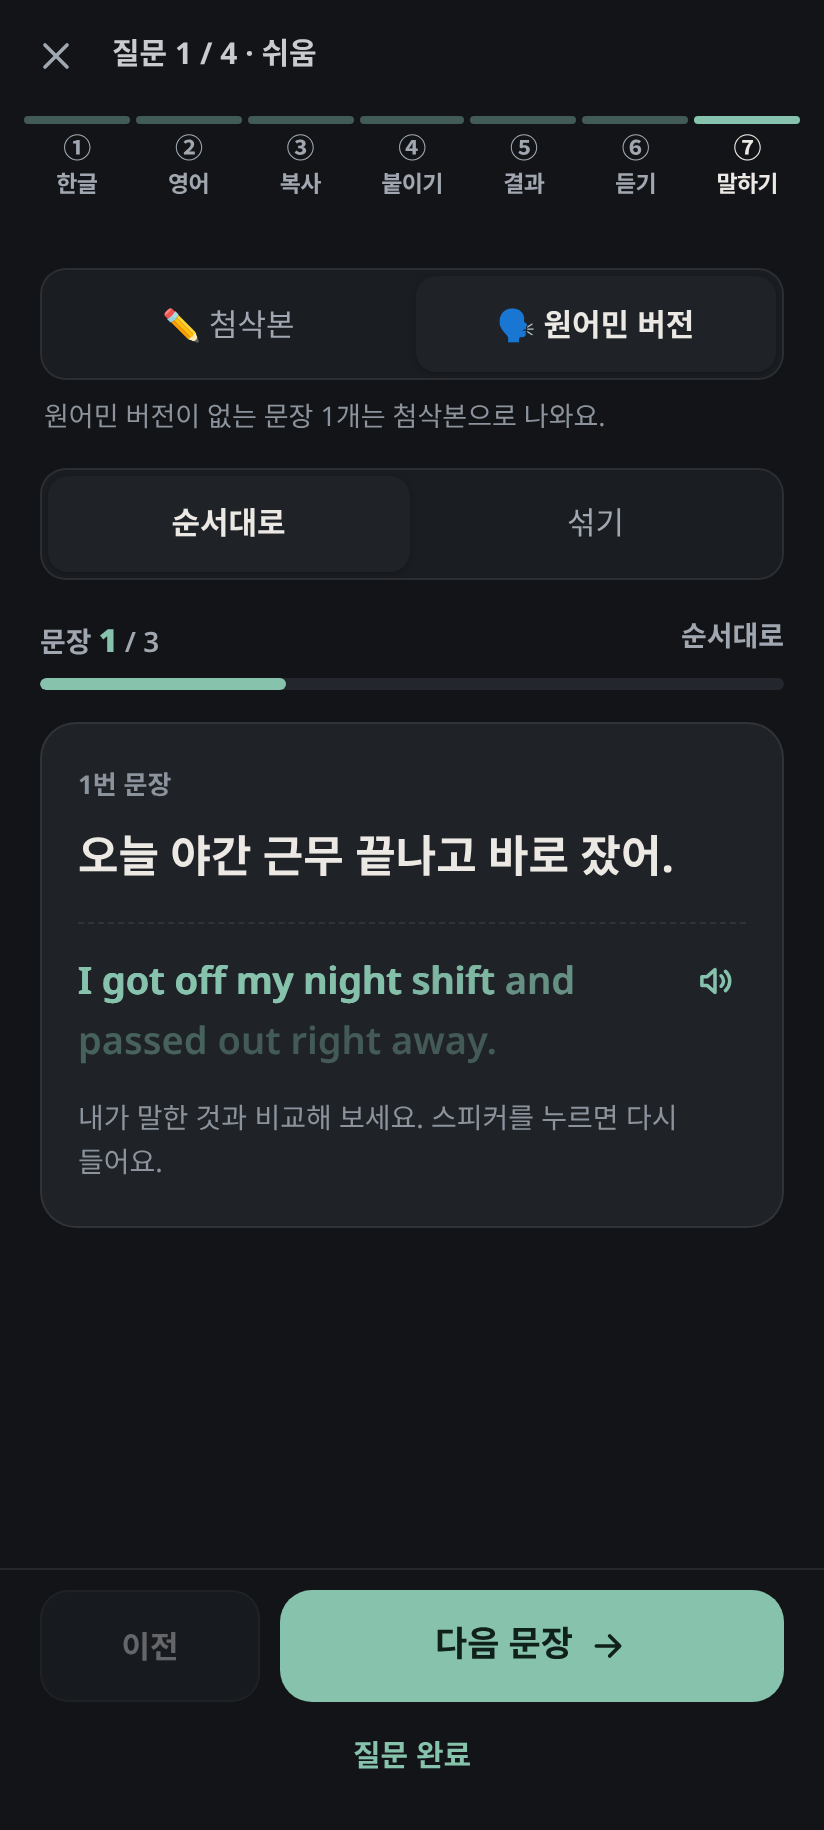 질문 1 / 4 · 쉬움
① ② ③ ④ ⑤ ⑥ ⑦
한글 영어 복사 붙이기 결과 듣기 말하기
✏️ 첨삭본 🗣️ 원어민 버전
원어민 버전이 없는 문장 1개는 첨삭본으로 나와요.
순서대로 섞기
문장 1 / 3 순서대로
1번 문장
오늘 야간 근무 끝나고 바로 잤어.
I got off my night shift and
passed out right away.
내가 말한 것과 비교해 보세요. 스피커를 누르면 다시
들어요.
이전 다음 문장 →
질문 완료